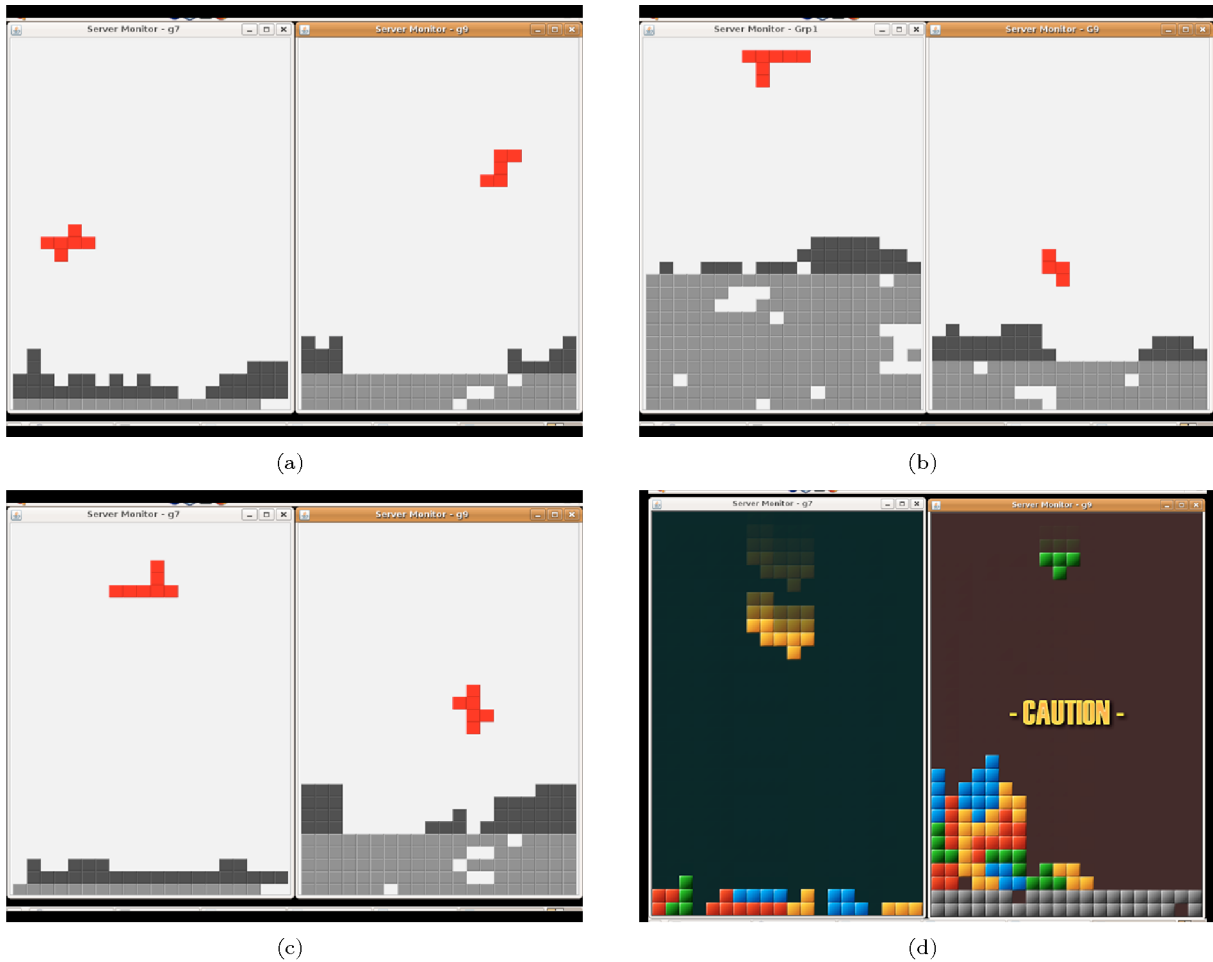 Server Monitor - g7
Server Monitor - g9
Server Monitor - Grp1
Server Monitor - G9
(a)
(b)
Server Monitor - g7
Server Monitor - g9
Server Monitor - g7
Server Monitor - g9
- CAUTION -
(c)
(d)